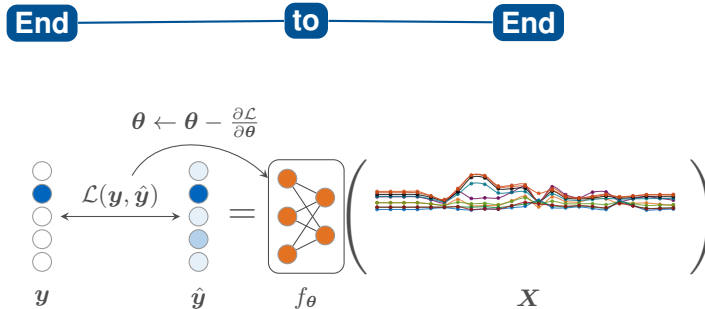 End to End
θ ← θ − ∂ℒ/∂θ
ℒ(y, ŷ)
=
( )
y ŷ f_θ X